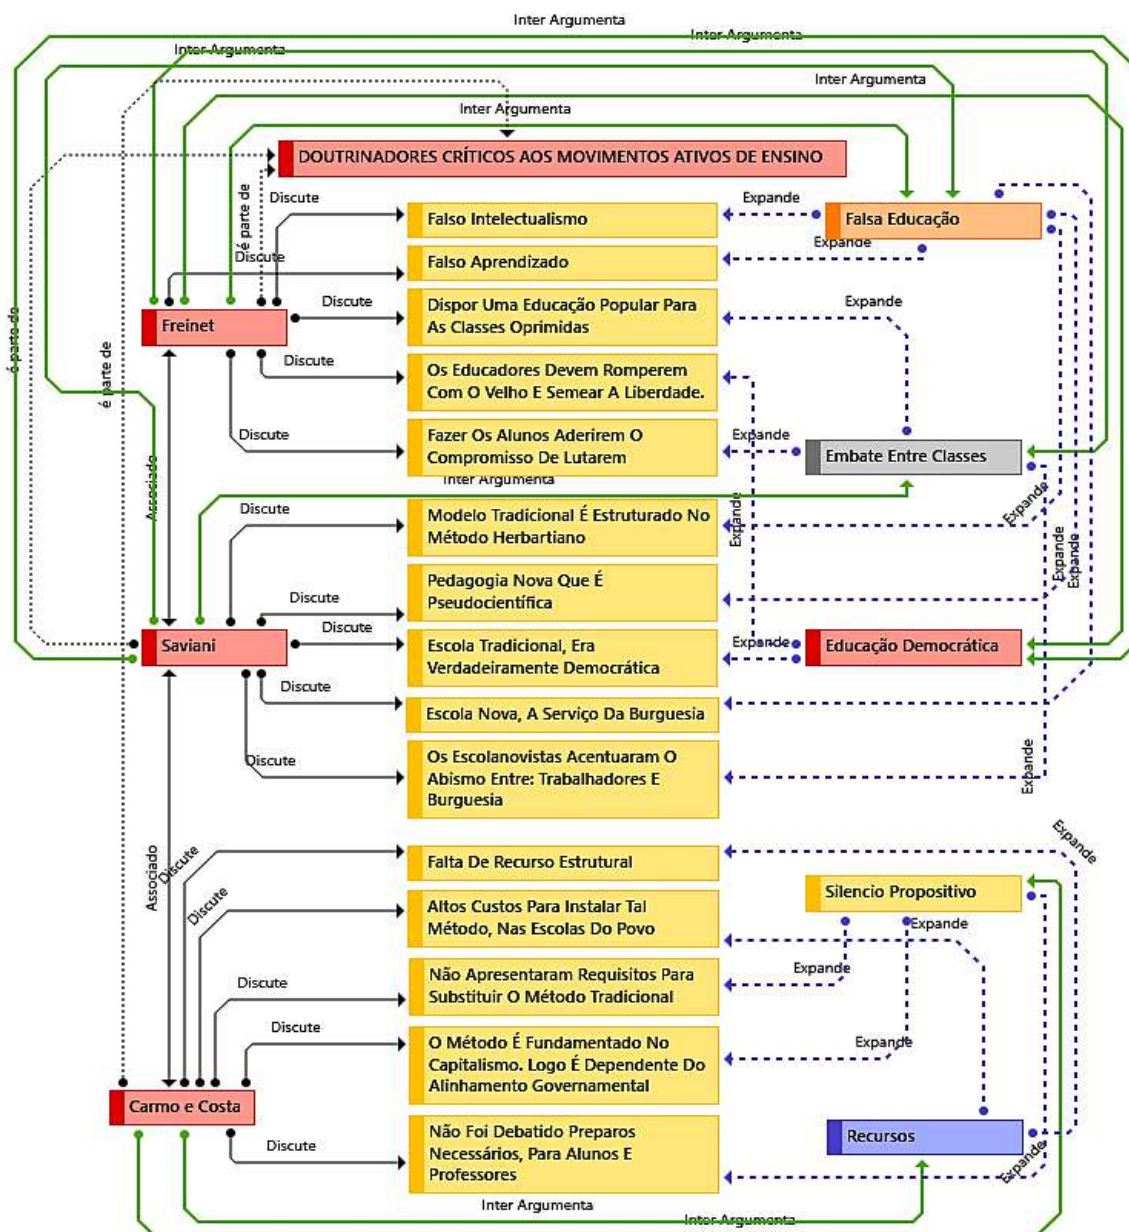 Inter Argumenta
Inter Argumenta
Inter Argumenta
Inter Argumenta
Inter Argumenta
DOUTRINADORES CRÍTICOS AOS MOVIMENTOS ATIVOS DE ENSINO
é parte de
Discute
Falso Intelectualismo
Expande
Falsa Educação
Discute
Falso Aprendizado
Expande
Freinet
Discute
Dispor Uma Educação Popular Para
As Classes Oprimidas
Expande
é parte de
é parte de
Discute
Os Educadores Devem Romperem
Com O Velho E Semear A Liberdade.
Discute
Fazer Os Alunos Aderirem O
Compromisso De Lutarem
Expande
Embate Entre Classes
Associado
Inter Argumenta
Discute
Modelo Tradicional É Estruturado No
Método Herbartiano
Expande
Expande
Expande
Expande
Discute
Pedagogia Nova Que É
Pseudocientífica
Saviani
Discute
Escola Tradicional, Era
Verdadeiramente Democrática
Expande
Educação Democrática
Discute
Escola Nova, A Serviço Da Burguesia
Discute
Os Escolanovistas Acentuaram O
Abismo Entre: Trabalhadores E
Burguesia
Expande
Associado
Discute
Falta De Recurso Estrutural
Expande
Discute
Altos Custos Para Instalar Tal
Método, Nas Escolas Do Povo
Silencio Propositivo
Expande
Discute
Não Apresentaram Requisitos Para
Substituir O Método Tradicional
Expande
Discute
O Método É Fundamentado No
Capitalismo. Logo É Dependente Do
Alinhamento Governamental
Expande
Carmo e Costa
Discute
Não Foi Debatido Preparos
Necessários, Para Alunos E
Professores
Recursos
Expande
Inter Argumenta
Inter Argumenta